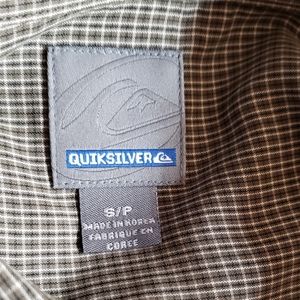 QUIKSILVER
S/P
MADE IN KOREA
FABRIQUE EN
COREE